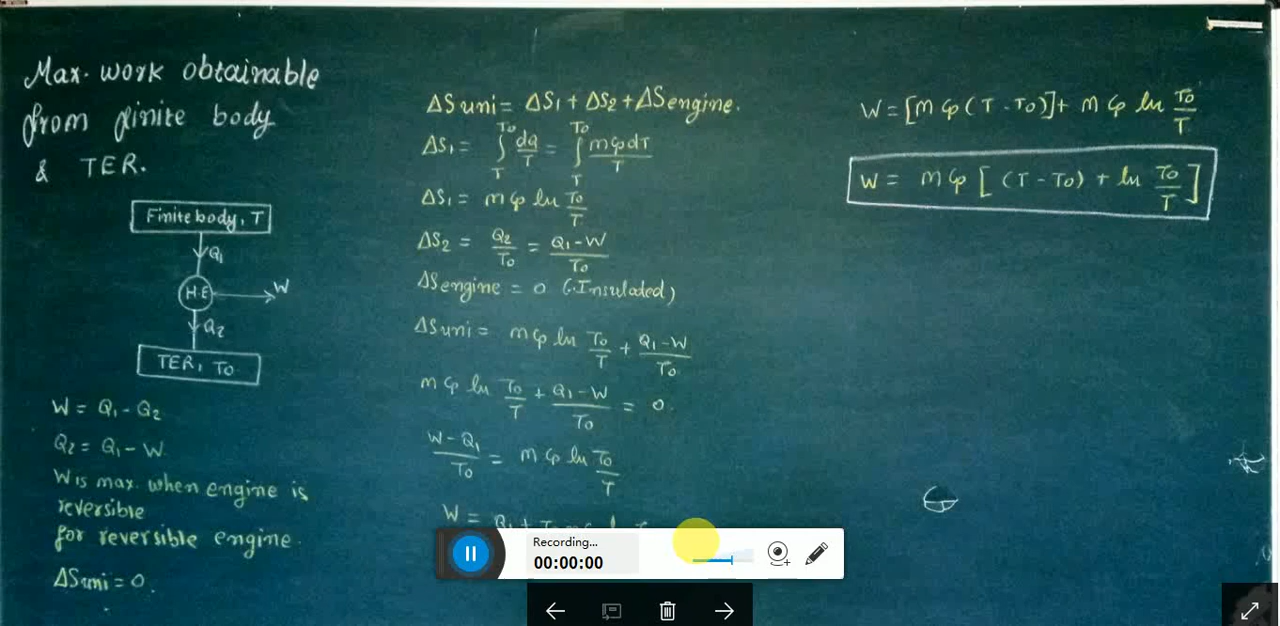 Max. work obtainable
from finite body
& TER.
Finite body, T
Q1
H.E
W
Q2
TER, To
W = Q1 - Q2
Q2 = Q1 - W
W is max. when engine is
reversible
for reversible engine.
ΔSuni = 0.
ΔSuni = ΔS1 + ΔS2 + ΔSengine.
ΔS1 = ∫_T^To dQ/T = ∫_T^To mCpdT/T
ΔS1 = mCp ln To/T
ΔS2 = Q2/To = Q1-W/To
ΔSengine = 0 (∵Insulated)
ΔSuni = mCp ln To/T + Q1-W/To
mCp ln To/T + Q1-W/To = 0.
W-Q1/To = mCp ln To/T
W = Q1 +
W = [mCp(T-To)] + mCp ln To/T
W = mCp [(T-To) + ln To/T]
Recording...
00:00:00